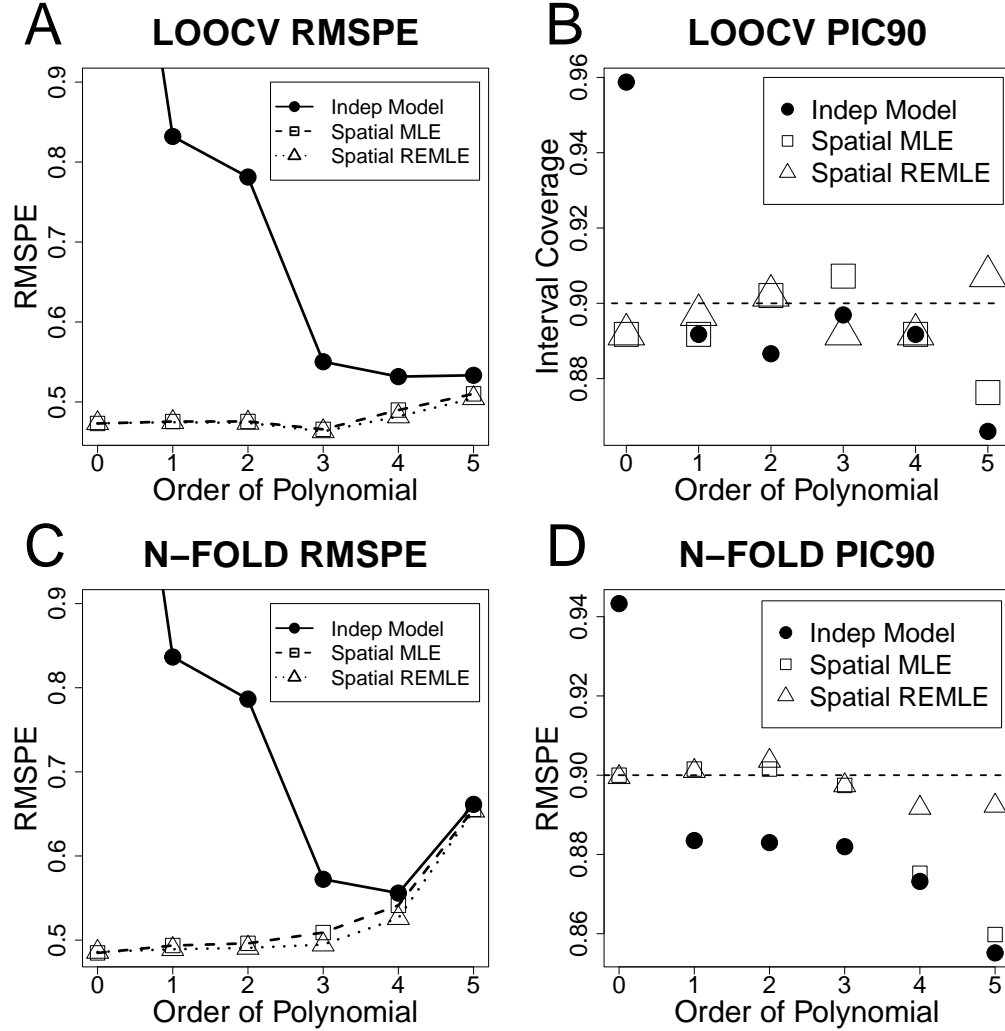 A
LOOCV RMSPE
0.9
0.8
0.7
0.6
0.5
RMSPE
Indep Model
Spatial MLE
Spatial REMLE
0 1 2 3 4 5
Order of Polynomial
B
LOOCV PIC90
0.96
0.94
0.92
0.90
0.88
Interval Coverage
Indep Model
Spatial MLE
Spatial REMLE
0 1 2 3 4 5
Order of Polynomial
C
N−FOLD RMSPE
0.9
0.8
0.7
0.6
0.5
RMSPE
Indep Model
Spatial MLE
Spatial REMLE
0 1 2 3 4 5
Order of Polynomial
D
N−FOLD PIC90
0.94
0.92
0.90
0.88
0.86
RMSPE
Indep Model
Spatial MLE
Spatial REMLE
0 1 2 3 4 5
Order of Polynomial